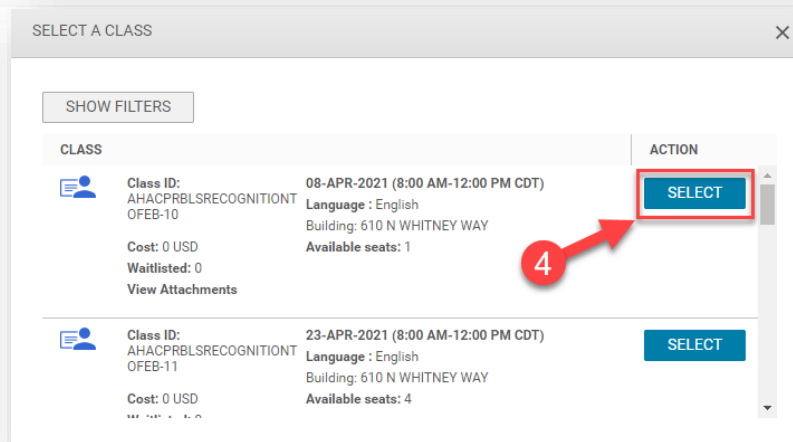 SELECT A CLASS
SHOW FILTERS
CLASS
ACTION
Class ID:
AHACPRBLSRECOGNITIONT
OFEB-10
Cost: 0 USD
Waitlisted: 0
View Attachments
08-APR-2021 (8:00 AM-12:00 PM CDT)
Language : English
Building: 610 N WHITNEY WAY
Available seats: 1
SELECT
4
Class ID:
AHACPRBLSRECOGNITIONT
OFEB-11
Cost: 0 USD
23-APR-2021 (8:00 AM-12:00 PM CDT)
Language : English
Building: 610 N WHITNEY WAY
Available seats: 4
SELECT